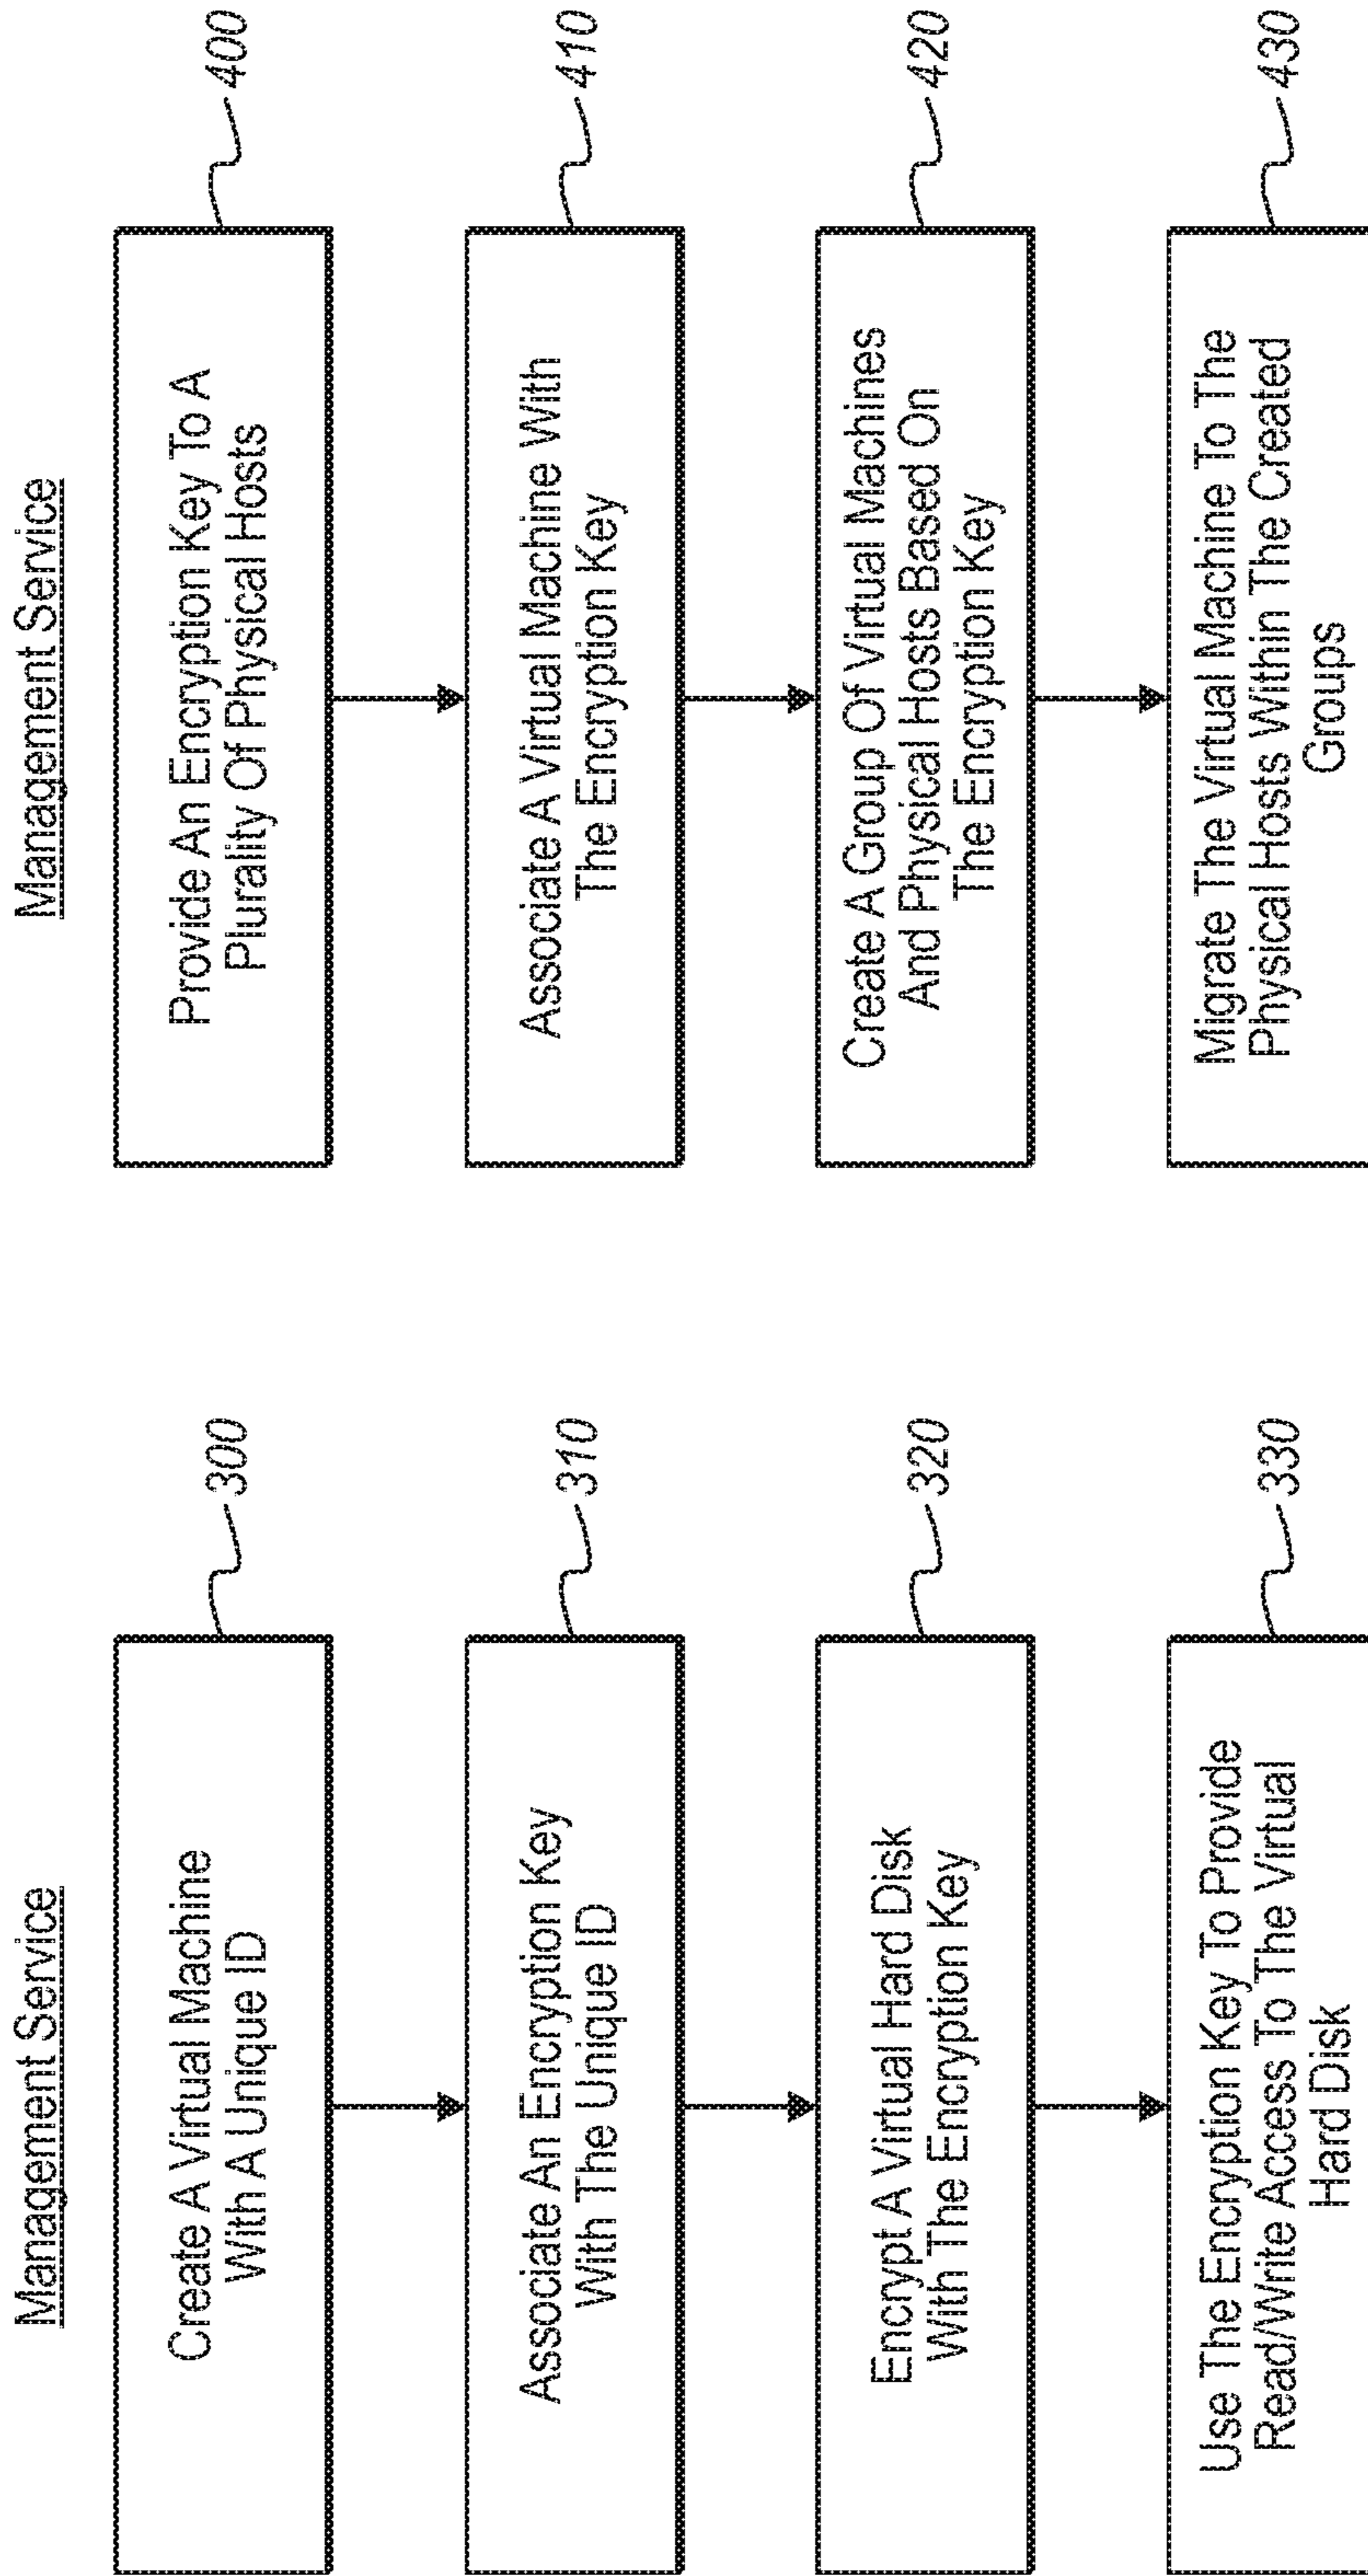 Management Service
Create A Virtual Machine
With A Unique ID
300
Associate An Encryption Key
With The Unique ID
310
Encrypt A Virtual Hard Disk
With The Encryption Key
320
Use The Encryption Key To Provide
Read/Write Access To The Virtual
Hard Disk
330
Management Service
Provide An Encryption Key To A
Plurality Of Physical Hosts
400
Associate A Virtual Machine With
The Encryption Key
410
Create A Group Of Virtual Machines
And Physical Hosts Based On
The Encryption Key
420
Migrate The Virtual Machine To The
Physical Hosts Within The Created
Groups
430